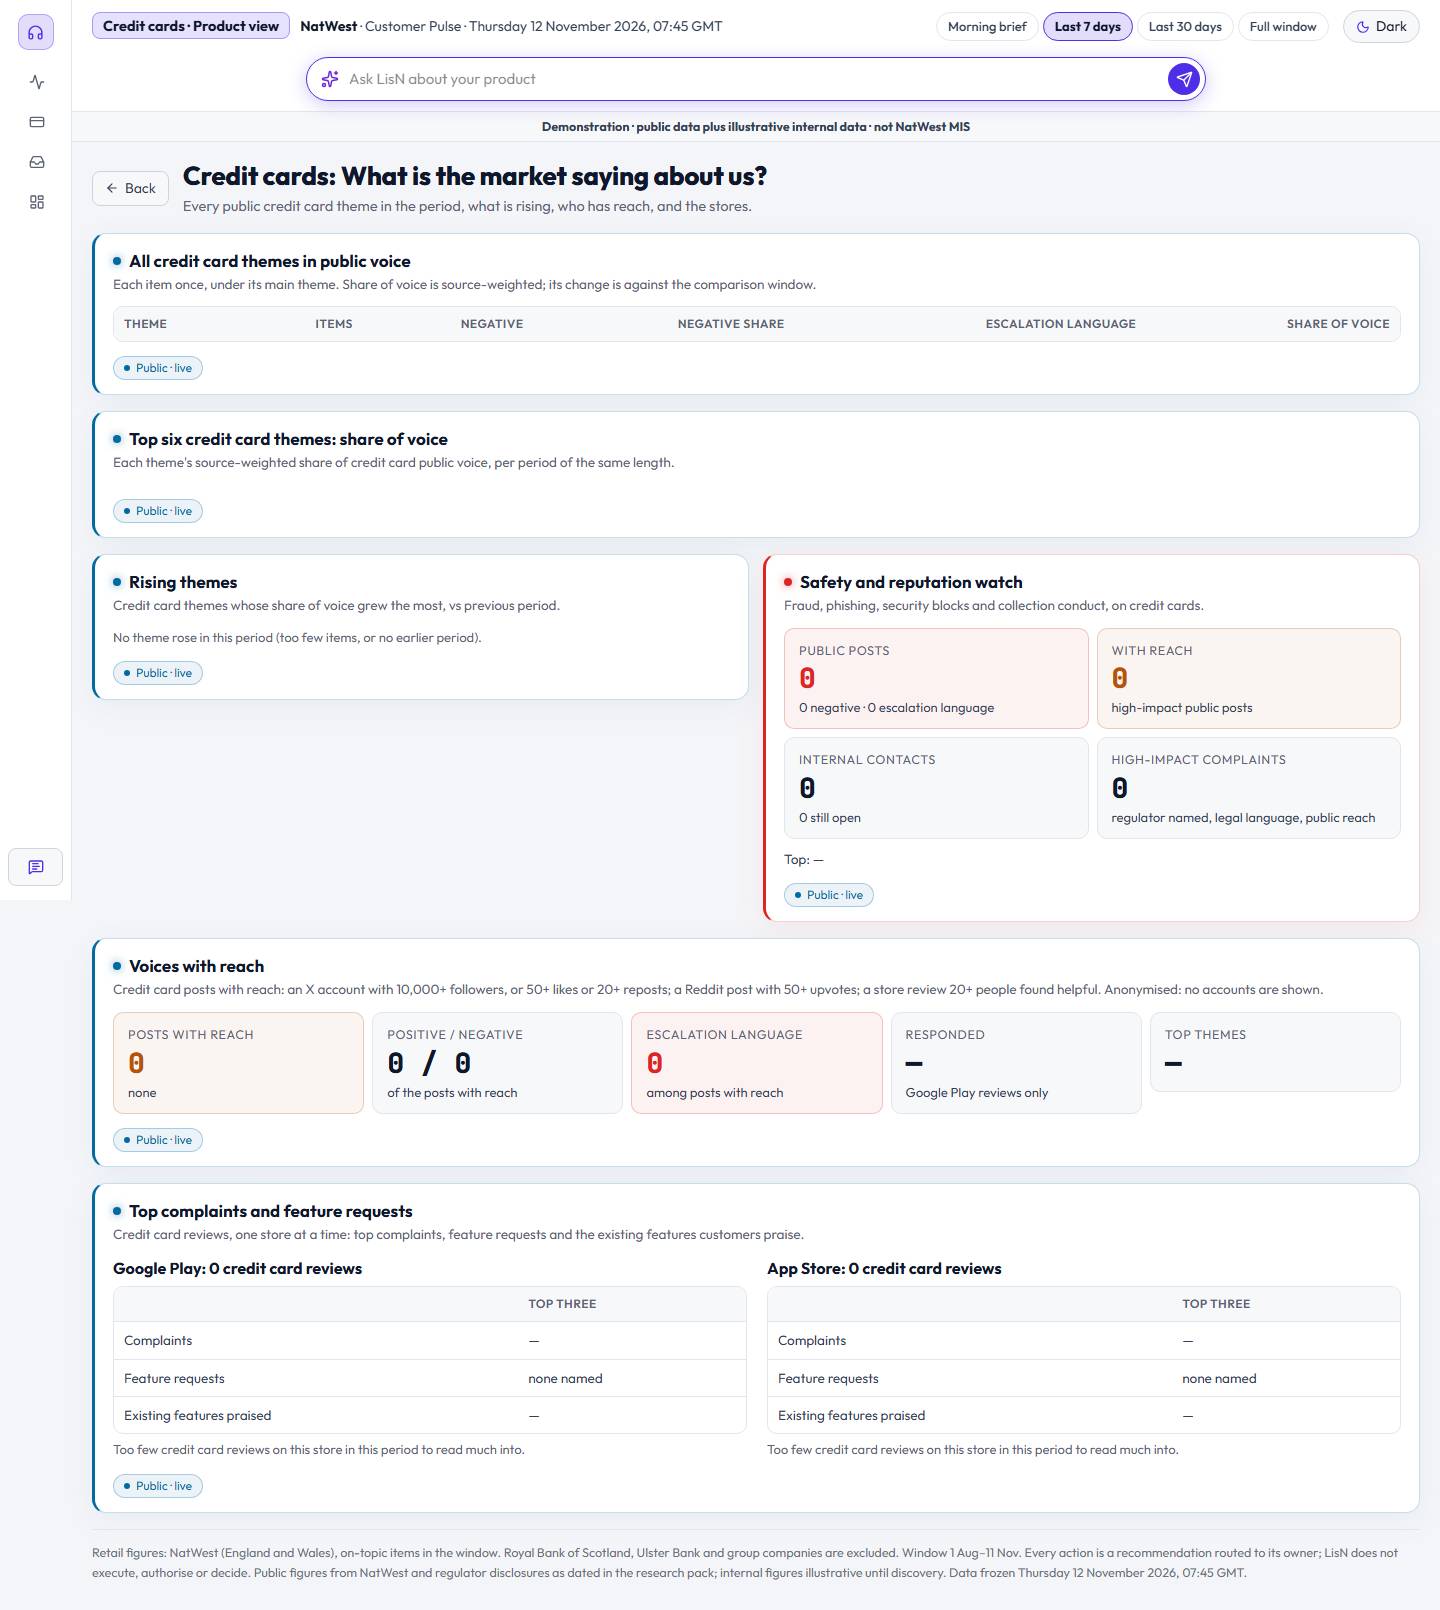 Credit cards · Product view
NatWest · Customer Pulse · Thursday 12 November 2026, 07:45 GMT
Morning brief
Last 7 days
Last 30 days
Full window
Dark
Ask LisN about your product
Demonstration · public data plus illustrative internal data · not NatWest MIS
Back
Credit cards: What is the market saying about us?
Every public credit card theme in the period, what is rising, who has reach, and the stores.
All credit card themes in public voice
Each item once, under its main theme. Share of voice is source-weighted; its change is against the comparison window.
THEME ITEMS NEGATIVE NEGATIVE SHARE ESCALATION LANGUAGE SHARE OF VOICE
Public · live
Top six credit card themes: share of voice
Each theme's source-weighted share of credit card public voice, per period of the same length.
Public · live
Rising themes
Credit card themes whose share of voice grew the most, vs previous period.
No theme rose in this period (too few items, or no earlier period).
Public · live
Safety and reputation watch
Fraud, phishing, security blocks and collection conduct, on credit cards.
PUBLIC POSTS
0
0 negative · 0 escalation language
WITH REACH
0
high-impact public posts
INTERNAL CONTACTS
0
0 still open
HIGH-IMPACT COMPLAINTS
0
regulator named, legal language, public reach
Top: —
Public · live
Voices with reach
Credit card posts with reach: an X account with 10,000+ followers, or 50+ likes or 20+ reposts; a Reddit post with 50+ upvotes; a store review 20+ people found helpful. Anonymised: no accounts are shown.
POSTS WITH REACH
0
none
POSITIVE / NEGATIVE
0 / 0
of the posts with reach
ESCALATION LANGUAGE
0
among posts with reach
RESPONDED
—
Google Play reviews only
TOP THEMES
—
Public · live
Top complaints and feature requests
Credit card reviews, one store at a time: top complaints, feature requests and the existing features customers praise.
Google Play: 0 credit card reviews
TOP THREE
Complaints —
Feature requests none named
Existing features praised —
Too few credit card reviews on this store in this period to read much into.
App Store: 0 credit card reviews
TOP THREE
Complaints —
Feature requests none named
Existing features praised —
Too few credit card reviews on this store in this period to read much into.
Public · live
Retail figures: NatWest (England and Wales), on-topic items in the window. Royal Bank of Scotland, Ulster Bank and group companies are excluded. Window 1 Aug–11 Nov. Every action is a recommendation routed to its owner; LisN does not
execute, authorise or decide. Public figures from NatWest and regulator disclosures as dated in the research pack; internal figures illustrative until discovery. Data frozen Thursday 12 November 2026, 07:45 GMT.